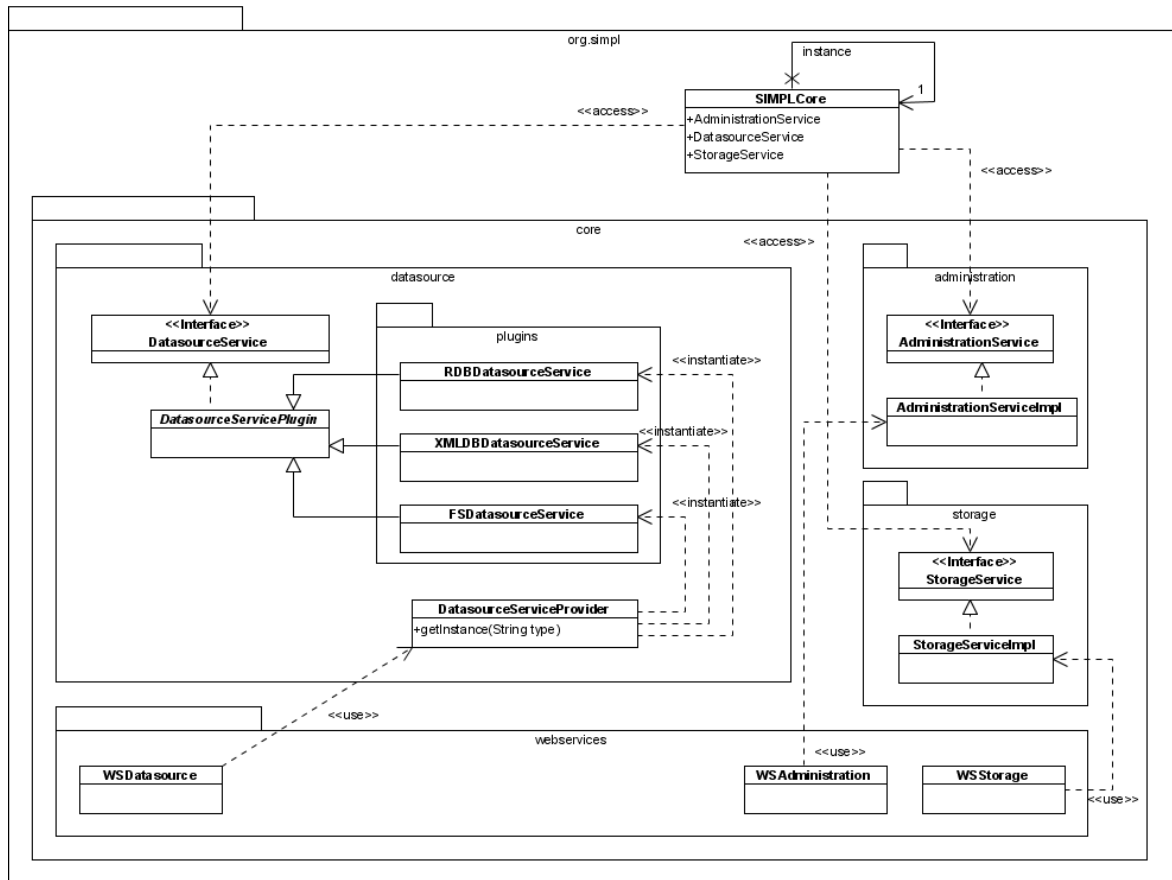 org.simpl
instance
1
SIMPLCore
+AdministrationService
+DatasourceService
+StorageService
<<access>>
<<access>>
<<access>>
core
datasource
<<Interface>>
DatasourceService
DatasourceServicePlugin
plugins
RDBDatasourceService
XMLDBDatasourceService
FSDatasourceService
<<instantiate>>
<<instantiate>>
<<instantiate>>
DatasourceServiceProvider
+getInstance(String type)
administration
<<Interface>>
AdministrationService
AdministrationServiceImpl
storage
<<Interface>>
StorageService
StorageServiceImpl
<<use>>
webservices
WSDatasource
<<use>>
WSAdministration
WSStorage
<<use>>